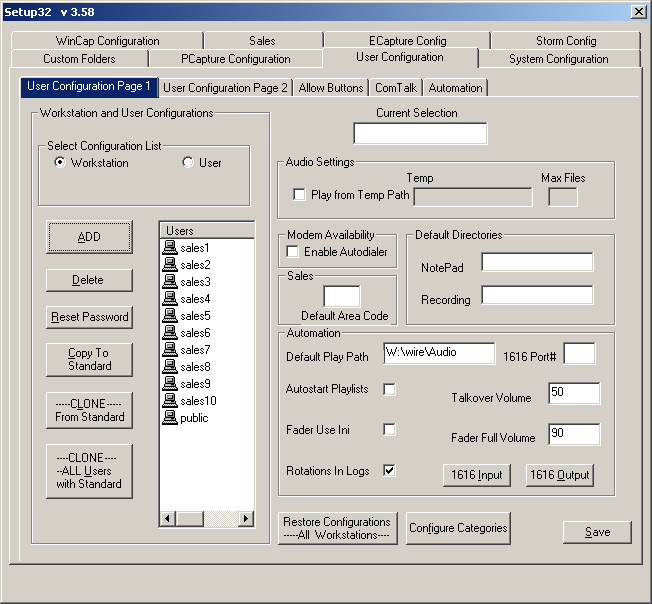 Setup32 v 3.58
WinCap Configuration
Sales
ECapture Config
Storm Config
Custom Folders
PCapture Configuration
User Configuration
System Configuration
User Configuration Page 1
User Configuration Page 2
Allow Buttons
ComTalk
Automation
Workstation and User Configurations
Select Configuration List
Workstation
User
ADD
Delete
Reset Password
Copy To
Standard
-----CLONE----
From Standard
----CLONE----
--ALL Users
with Standard
Users
sales1
sales2
sales3
sales4
sales5
sales6
sales7
sales8
sales9
sales10
public
Current Selection
Audio Settings
Temp
Max Files
Play from Temp Path
Modem Availability
Enable Autodialer
Sales
Default Area Code
Default Directories
NotePad
Recording
Automation
Default Play Path
W:\wire\Audio
1616 Port#
Autostart Playlists
Talkover Volume
50
Fader Use Ini
Fader Full Volume
90
Rotations In Logs
1616 Input
1616 Output
Restore Configurations
-----All Workstations----
Configure Categories
Save